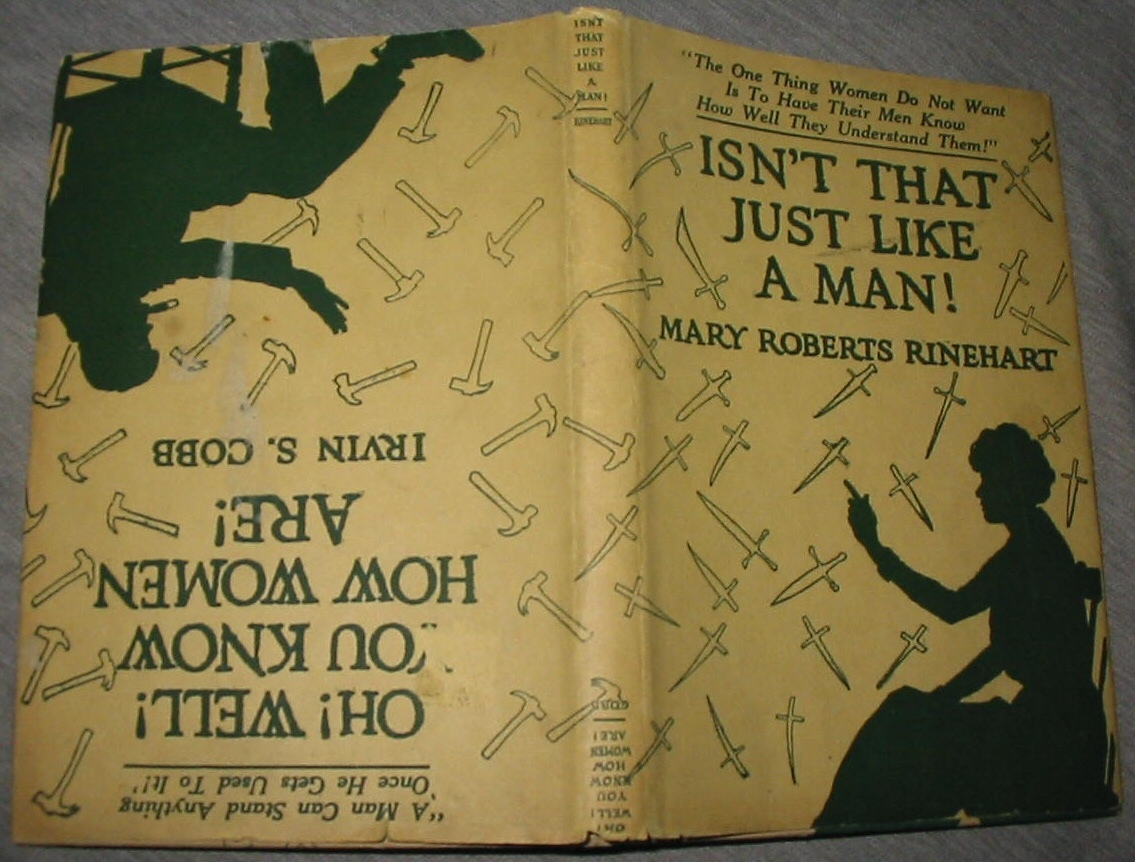 "The One Thing Women Do Not Want
Is To Have Their Men Know
How Well They Understand Them!"
ISN'T THAT
JUST LIKE
A MAN!
MARY ROBERTS RINEHART
ISN'T
THAT
JUST
LIKE
A
MAN!
RINEHART
OH!
WELL!
YOU
KNOW
HOW
WOMEN
ARE!
COBB
"A Man Can Stand Anything
Once He Gets Used To It!"
OH! WELL!
YOU KNOW
HOW WOMEN
ARE!
IRVIN S. COBB